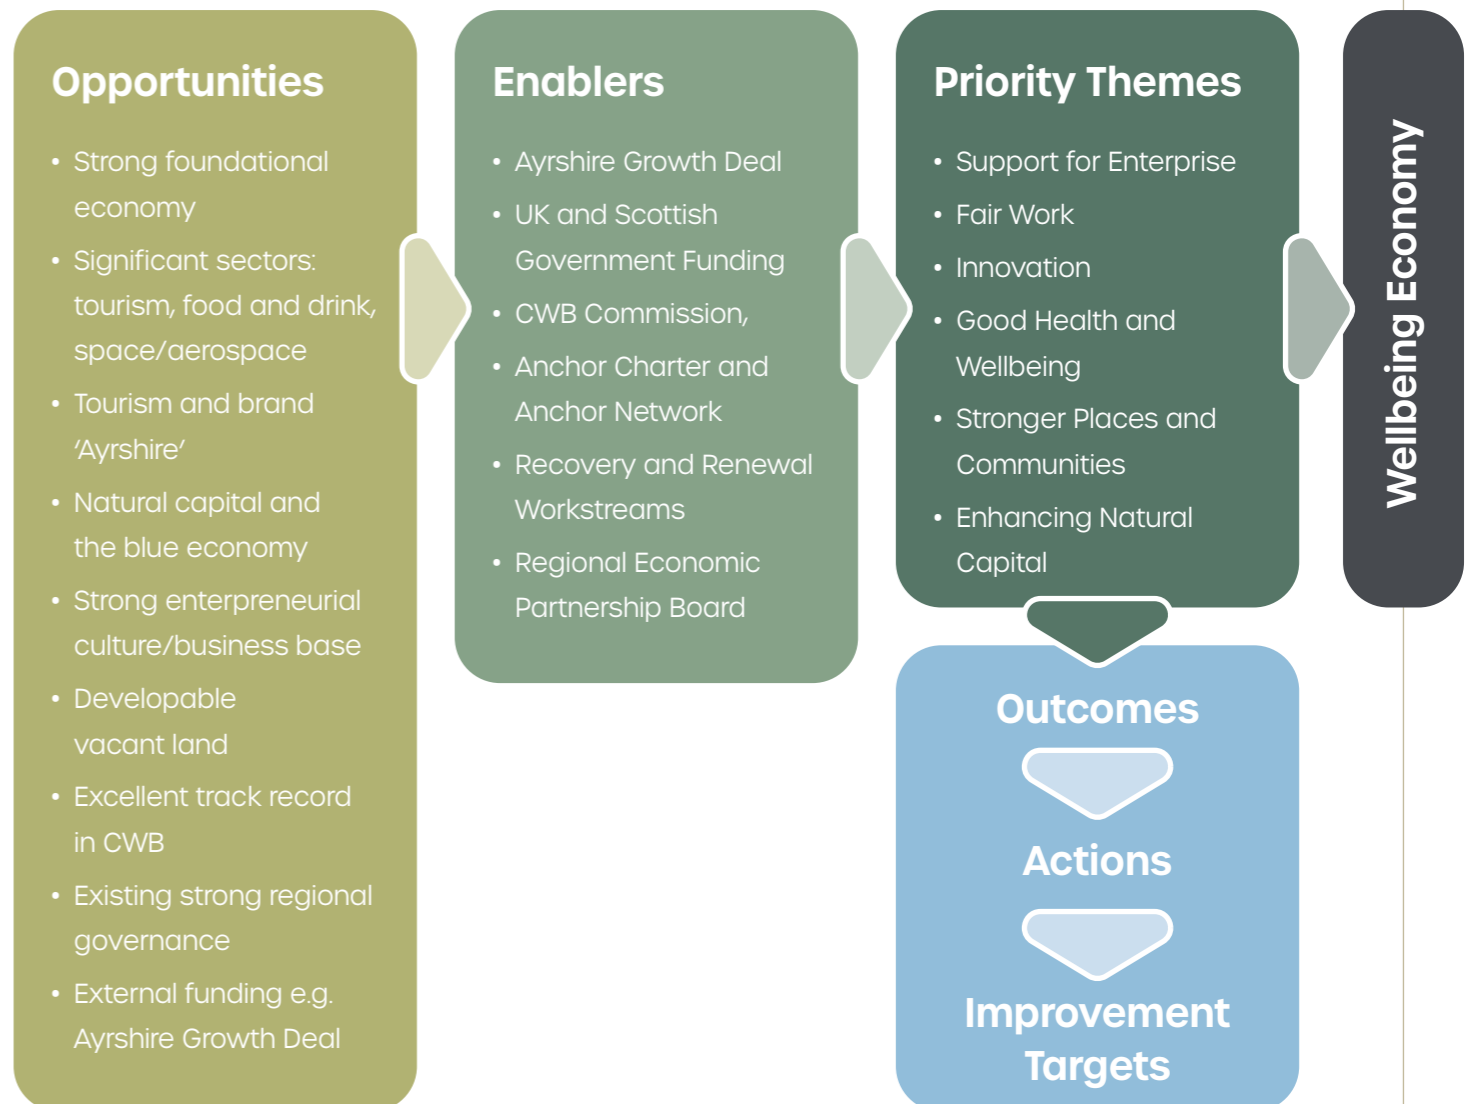 Opportunities
• Strong foundational
economy
• Significant sectors:
tourism, food and drink,
space/aerospace
• Tourism and brand
‘Ayrshire’
• Natural capital and
the blue economy
• Strong enterpreneurial
culture/business base
• Developable
vacant land
• Excellent track record
in CWB
• Existing strong regional
governance
• External funding e.g.
Ayrshire Growth Deal
Enablers
• Ayrshire Growth Deal
• UK and Scottish
Government Funding
• CWB Commission,
• Anchor Charter and
Anchor Network
• Recovery and Renewal
Workstreams
• Regional Economic
Partnership Board
Priority Themes
• Support for Enterprise
• Fair Work
• Innovation
• Good Health and
Wellbeing
• Stronger Places and
Communities
• Enhancing Natural
Capital
Outcomes
Actions
Improvement
Targets
Wellbeing Economy